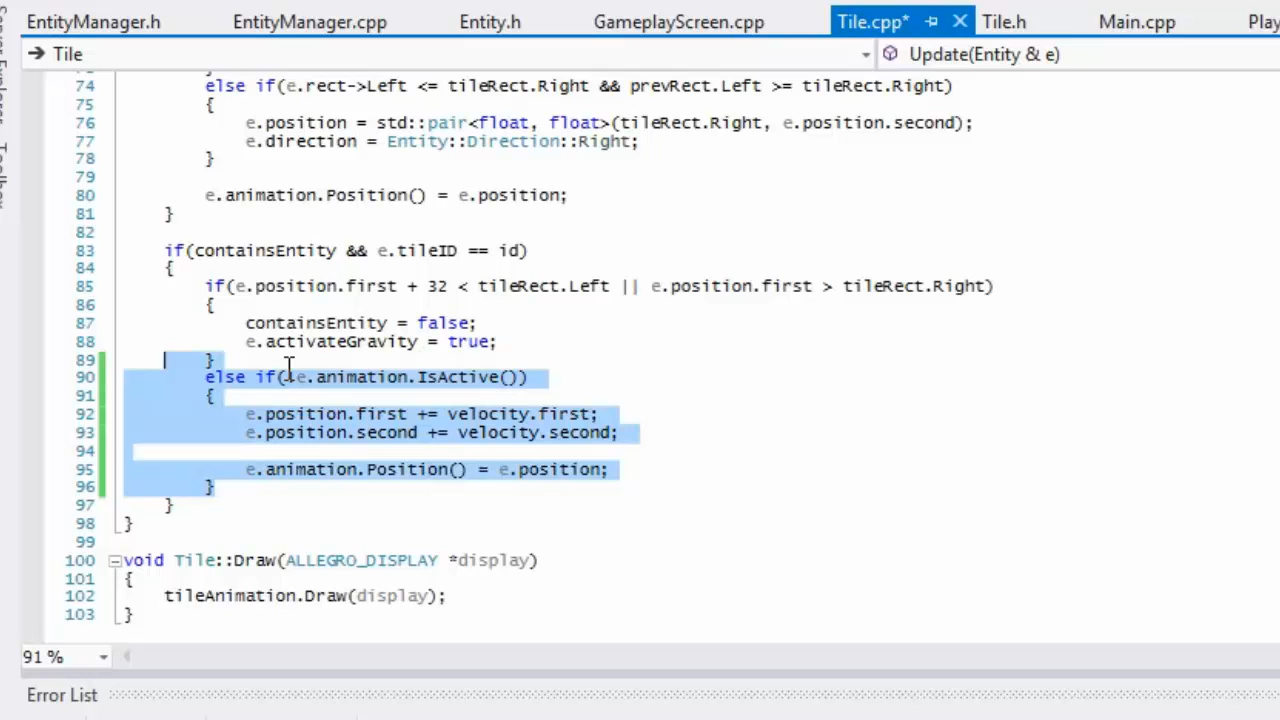 EntityManager.h EntityManager.cpp Entity.h GameplayScreen.cpp Tile.cpp* Tile.h Main.cpp Play
Server Explorer Toolbox
Tile Update(Entity & e)
74 else if(e.rect->Left <= tileRect.Right && prevRect.Left >= tileRect.Right)
75 {
76 e.position = std::pair<float, float>(tileRect.Right, e.position.second);
77 e.direction = Entity::Direction::Right;
78 }
79
80 e.animation.Position() = e.position;
81 }
82
83 if(containsEntity && e.tileID == id)
84 {
85 if(e.position.first + 32 < tileRect.Left || e.position.first > tileRect.Right)
86 {
87 containsEntity = false;
88 e.activateGravity = true;
89 }
90 else if(!e.animation.IsActive())
91 {
92 e.position.first += velocity.first;
93 e.position.second += velocity.second;
94
95 e.animation.Position() = e.position;
96 }
97 }
98 }
99
100 void Tile::Draw(ALLEGRO_DISPLAY *display)
101 {
102 tileAnimation.Draw(display);
103 }
91 %
Error List